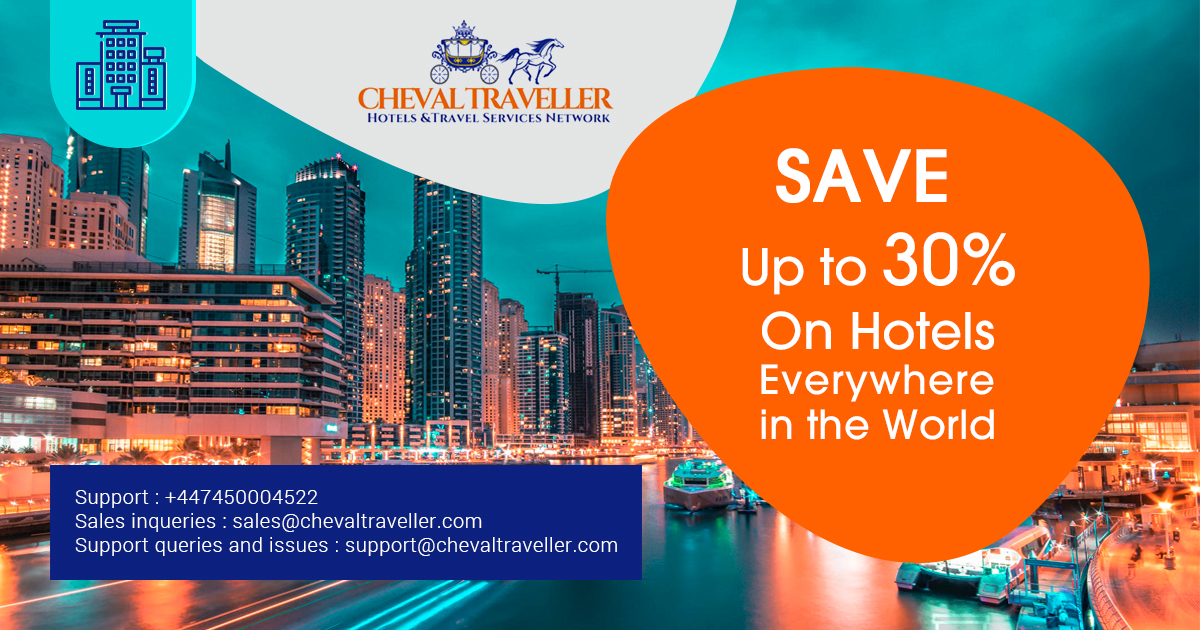 CHEVAL TRAVELLER
HOTELS &TRAVEL SERVICES NETWORK
SAVE
Up to 30%
On Hotels
Everywhere
in the World
Support : +447450004522
Sales inqueries : sales@chevaltraveller.com
Support queries and issues : support@chevaltraveller.com